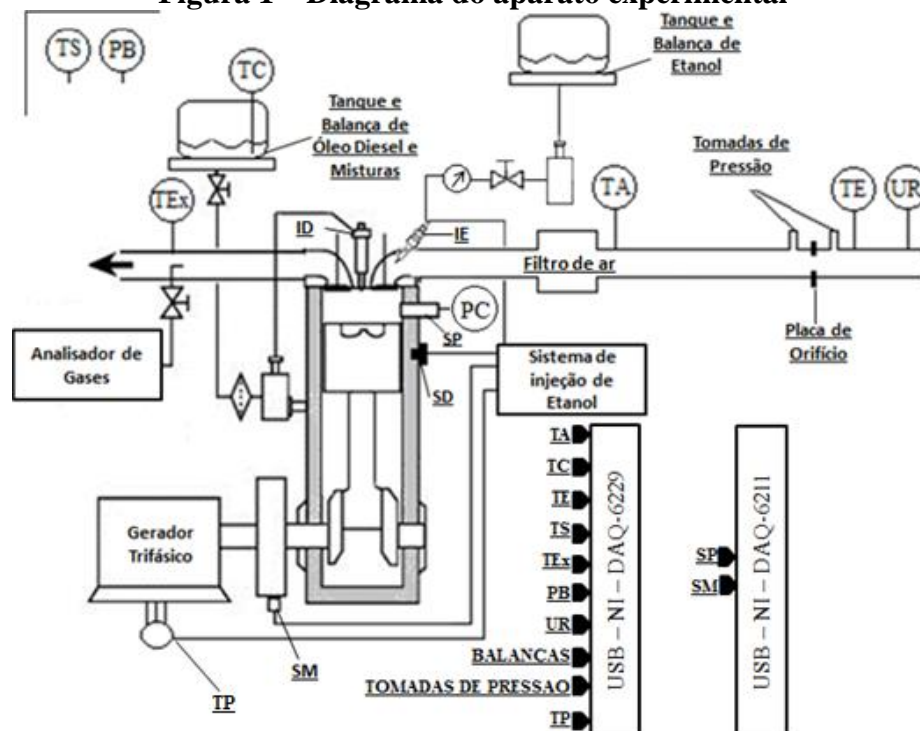 Figura 1 – Diagrama do aparato experimental
TS
PB
TC
Tanque e
Balança de
Óleo Diesel e
Misturas
Tanque e
Balança de
Etanol
Tomadas de
Pressão
TEx
TA
TE
UR
ID
IE
Filtro de ar
PC
SP
Placa de
Orifício
Analisador de
Gases
SD
Sistema de
injeção de
Etanol
Gerador
Trifásico
SM
TP
TA
TC
TE
TS
TEx
PB
UR
BALANÇAS
TOMADAS DE PRESSAO
TP
USB – NI – DAQ-6229
SP
SM
USB – NI – DAQ-6211